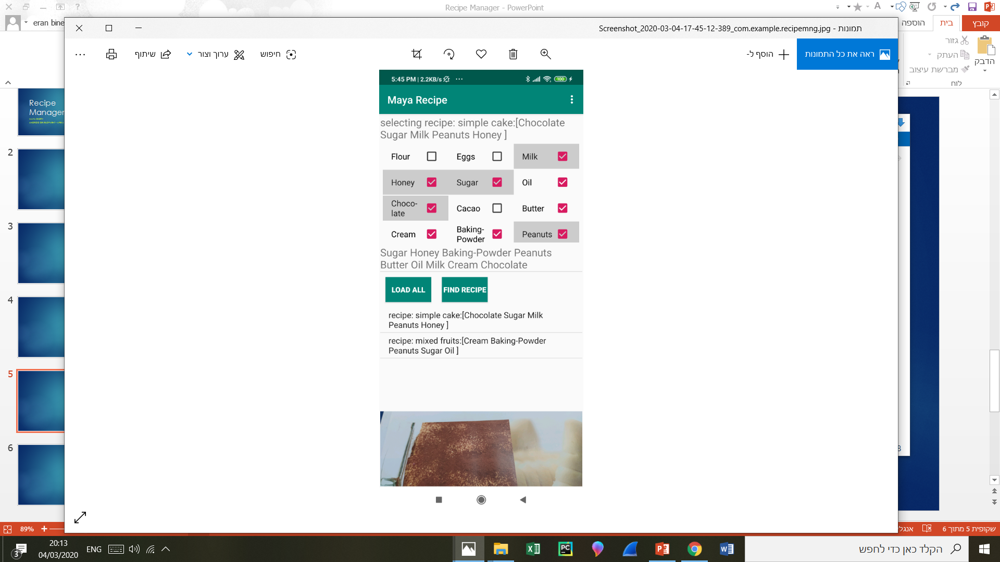 Recipe Manager - PowerPoint
קובץ
בית
הוספה
eran bine
גזור
העתק
מברשת עיצוב
הדבק
לוח
Screenshot_2020-03-04-17-45-12-389_com.example.recipemng.jpg - תמונות
ראה את כל התמונות
הוסף ל-
חיפוש
ערוך וצור
שיתוף
5:45 PM | 2.2KB/s
100
Maya Recipe
selecting recipe: simple cake:[Chocolate
Sugar Milk Peanuts Honey ]
Flour Eggs Milk
Honey Sugar Oil
Choco-
late
Cacao Butter
Cream
Baking-
Powder
Peanuts
Sugar Honey Baking-Powder Peanuts
Butter Oil Milk Cream Chocolate
LOAD ALL FIND RECIPE
recipe: simple cake:[Chocolate Sugar Milk
Peanuts Honey ]
recipe: mixed fruits:[Cream Baking-Powder
Peanuts Sugar Oil ]
Recipe
Manager
2
3
4
5
6
שקופית 5 מתוך 6
אנגל
89%
הקלד כאן כדי לחפש
ENG
20:13
04/03/2020
3